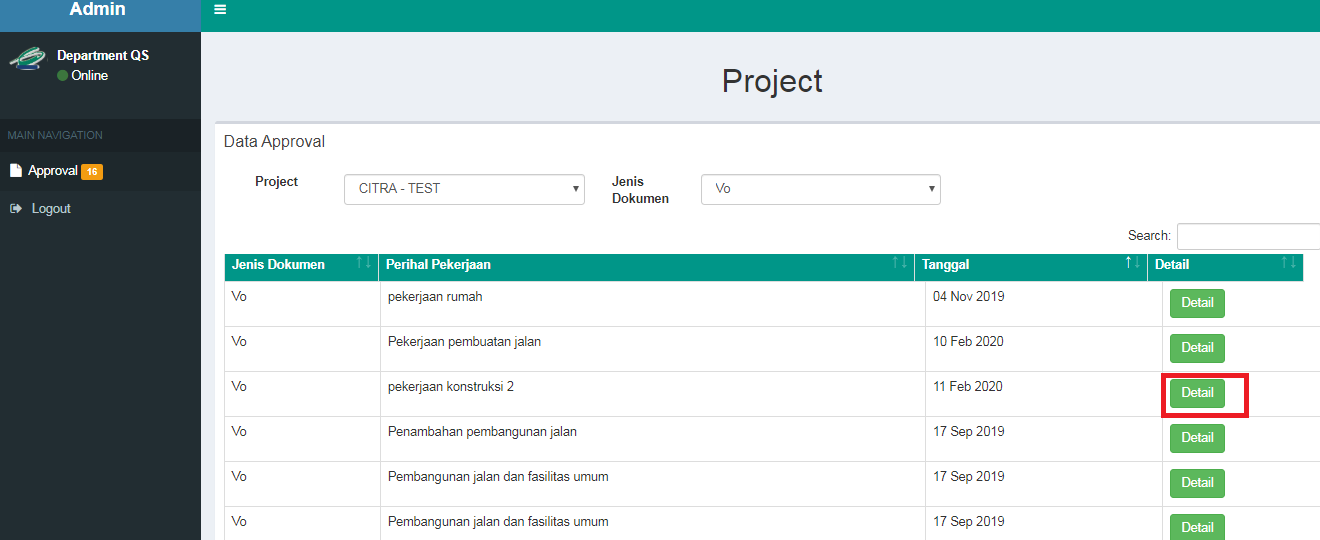 Admin
Department QS
Online
MAIN NAVIGATION
Approval 16
Logout
Project
Data Approval
Project CITRA - TEST Jenis Dokumen Vo
Search:
Jenis Dokumen Perihal Pekerjaan Tanggal Detail
Vo pekerjaan rumah 04 Nov 2019 Detail
Vo Pekerjaan pembuatan jalan 10 Feb 2020 Detail
Vo pekerjaan konstruksi 2 11 Feb 2020 Detail
Vo Penambahan pembangunan jalan 17 Sep 2019 Detail
Vo Pembangunan jalan dan fasilitas umum 17 Sep 2019 Detail
Vo Pembangunan jalan dan fasilitas umum 17 Sep 2019 Detail